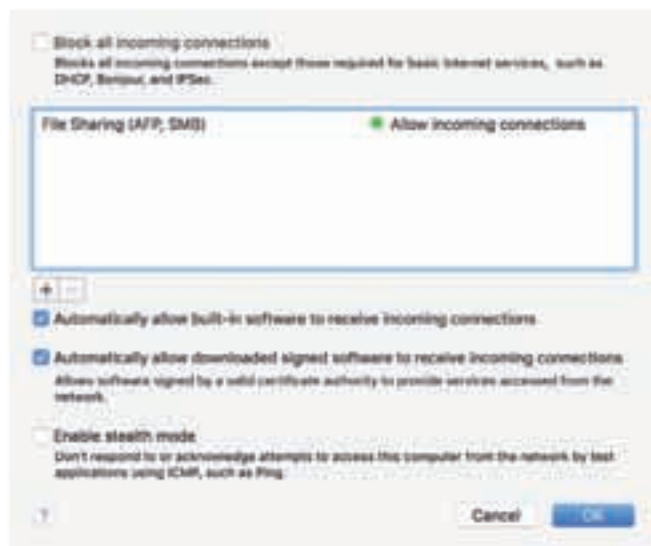 Block all incoming connections
Blocks all incoming connections except those required for basic Internet services, such as
DHCP, Bonjour, and IPSec.
File Sharing (AFP, SMB)
Allow incoming connections
+ -
Automatically allow built-in software to receive incoming connections
Automatically allow downloaded signed software to receive incoming connections
Allows software signed by a valid certificate authority to provide services accessed from the
network.
Enable stealth mode
Don't respond to or acknowledge attempts to access this computer from the network by test
applications using ICMP, such as Ping.
?
Cancel
OK